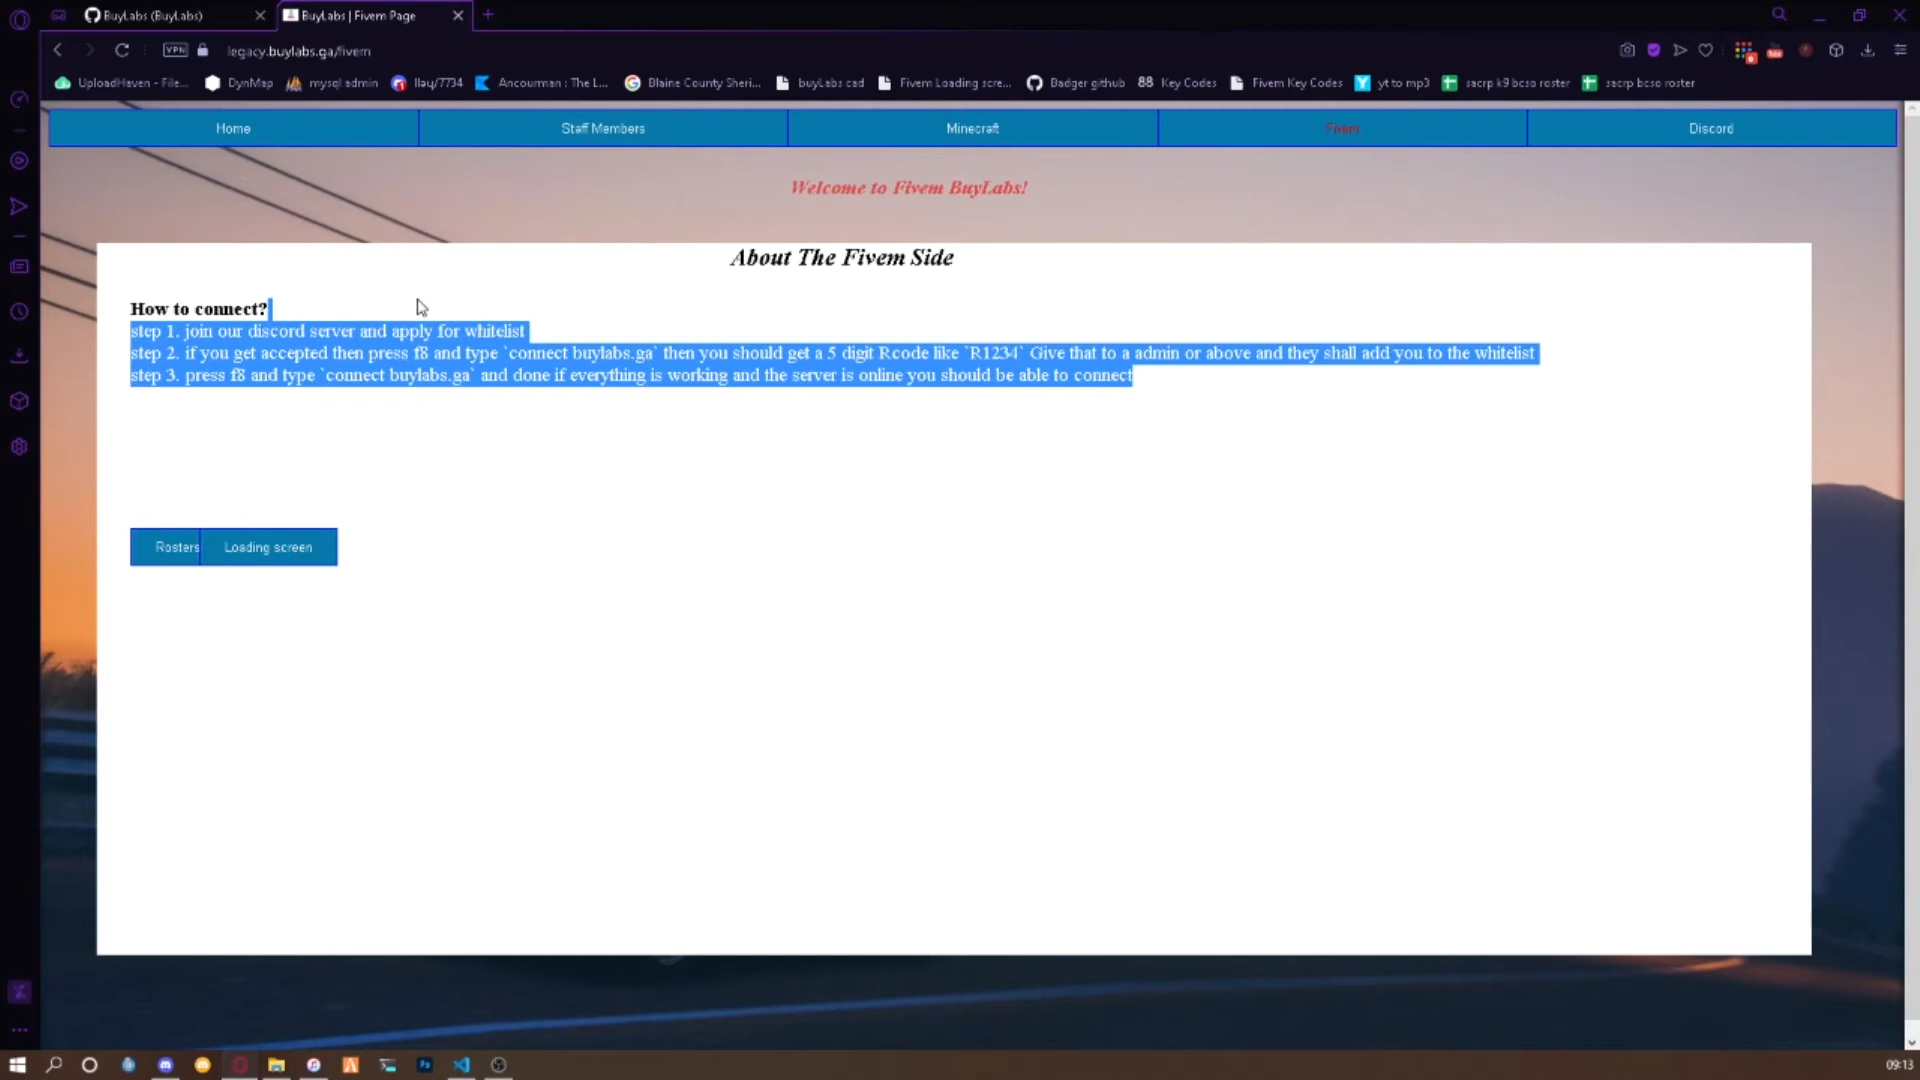 BuyLabs (BuyLabs)
BuyLabs | Fivem Page
VPN
legacy.buylabs.ga/fivem
UploadHaven - File...
DynMap
mysql admin
llay/7734
Ancourman : The L...
Blaine County Sheri...
buyLabs cad
Fivem Loading scre...
Badger github
88 Key Codes
Fivem Key Codes
yt to mp3
sacrp k9 bcso roster
sacrp bcso roster
Home
Staff Members
Minecraft
Fivem
Discord
Welcome to Fivem BuyLabs!
About The Fivem Side
How to connect?
step 1. join our discord server and apply for whitelist
step 2. if you get accepted then press f8 and type `connect buylabs.ga` then you should get a 5 digit Rcode like `R1234` Give that to a admin or above and they shall add you to the whitelist
step 3. press f8 and type `connect buylabs.ga` and done if everything is working and the server is online you should be able to connect
Rosters
Loading screen
Ps
09:13